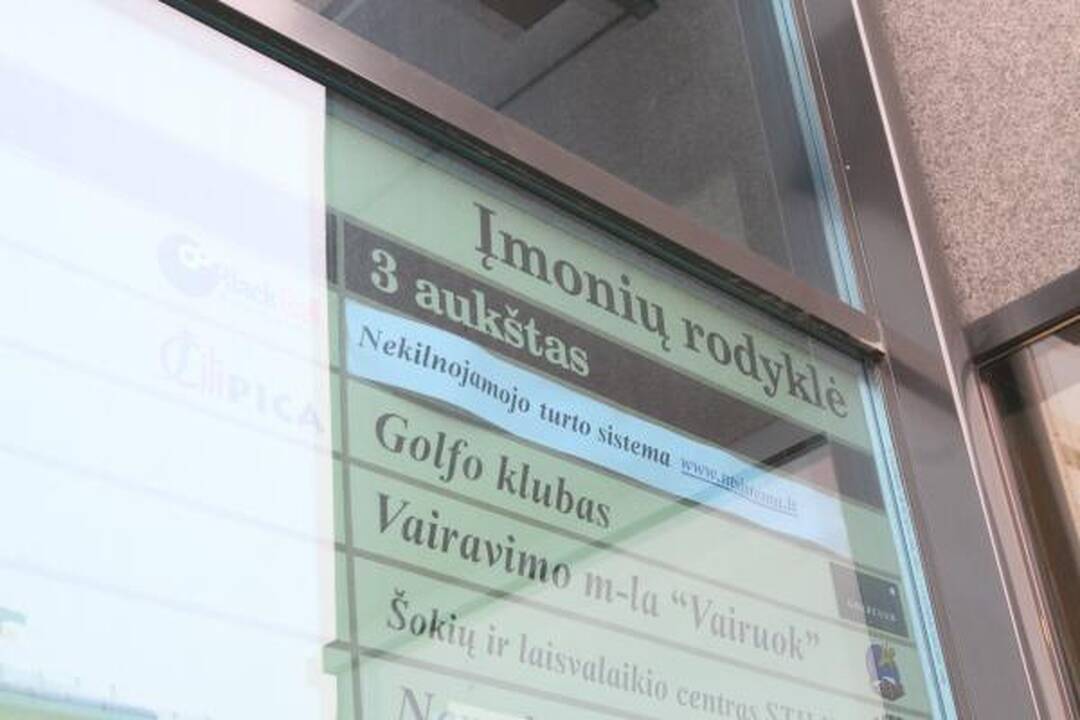 Įmonių rodyklė
3 aukštas
Nekilnojamojo turto sistema
Golfo klubas
Vairavimo m-la “Vairuok”
Šokių ir laisvalaikio centras
PICA